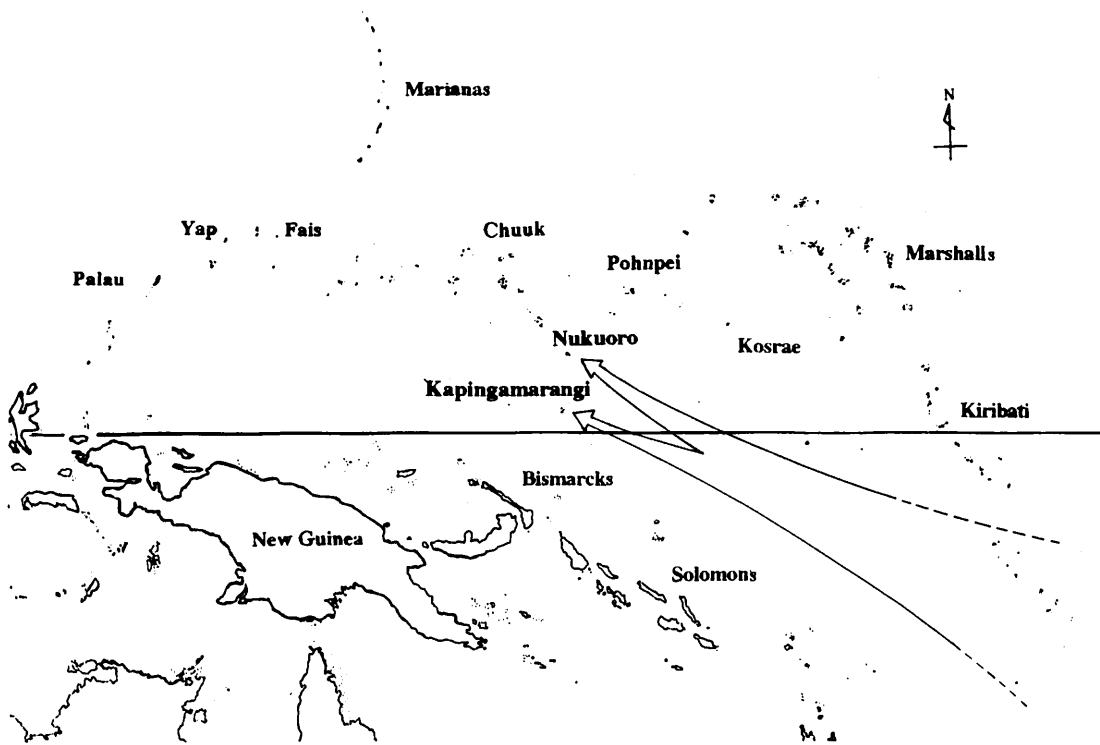 Marianas
N
Yap
Fais
Chuuk
Marshalls
Pohnpei
Palau
Nukuoro
Kosrae
Kapingamarangi
Kiribati
Bismarcks
New Guinea
Solomons